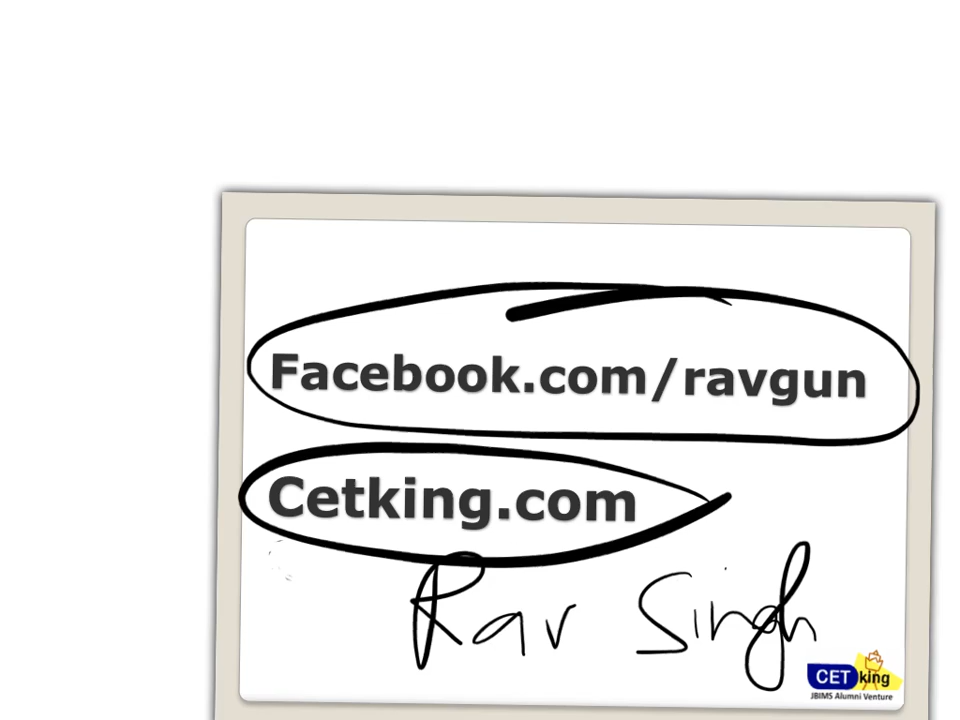 Facebook.com/ravgun
Cetking.com
Rav Singh
CET king
JBIMS Alumni Venture